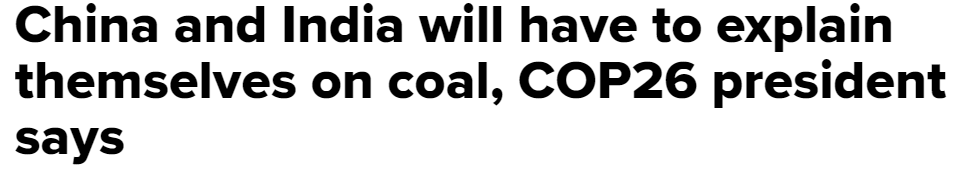 China and India will have to explain
themselves on coal, COP26 president
says